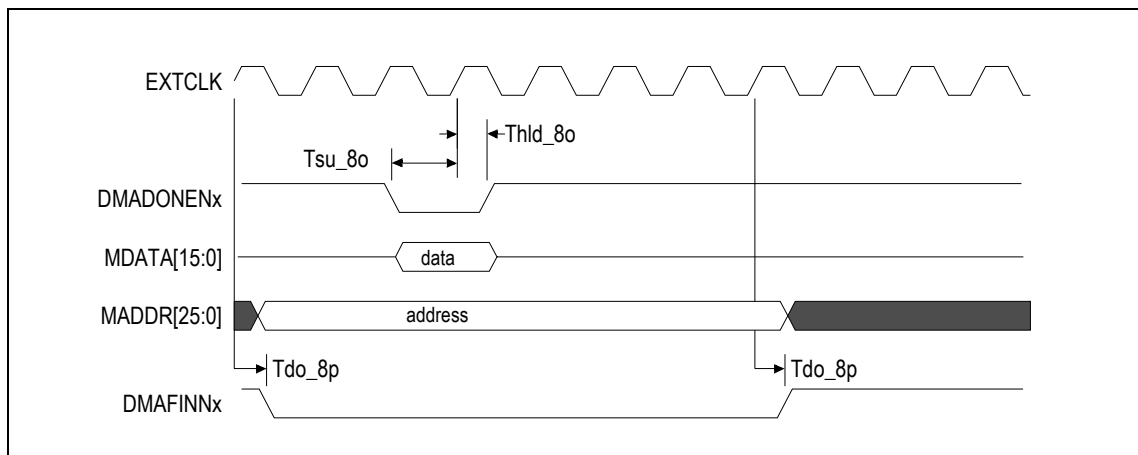 EXTCLK
Thld_8o
Tsu_8o
DMADONENx
MDATA[15:0]
data
MADDR[25:0]
address
Tdo_8p
Tdo_8p
DMAFINNx